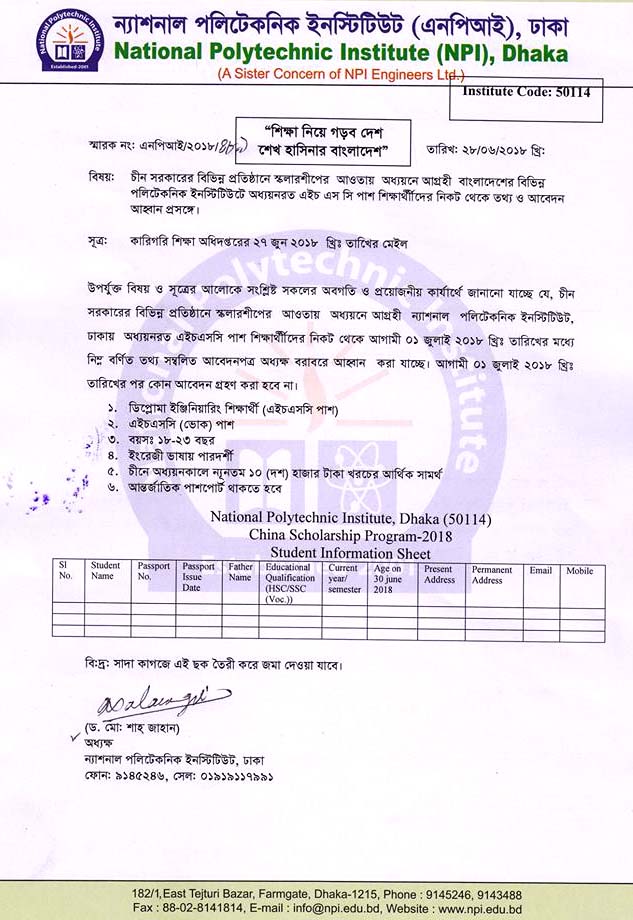 ন্যাশনাল পলিটেকনিক ইনস্টিটিউট (এনপিআই), ঢাকা
National Polytechnic Institute (NPI), Dhaka
(A Sister Concern of NPI Engineers Ltd.)
Institute Code: 50114
"শিক্ষা নিয়ে গড়ব দেশ
শেখ হাসিনার বাংলাদেশ"
স্মারক নং: এনপিআই/২০১৮/
তারিখ: ২৮/০৬/২০১৮ খ্রি:
বিষয়: চীন সরকারের বিভিন্ন প্রতিষ্ঠানে স্কলারশীপের আওতায় অধ্যয়নে আগ্রহী বাংলাদেশের বিভিন্ন
পলিটেকনিক ইনস্টিটিউটে অধ্যয়নরত এইচ এস সি পাশ শিক্ষার্থীদের নিকট থেকে তথ্য ও আবেদন
আহ্বান প্রসঙ্গে।
সূত্র: কারিগরি শিক্ষা অধিদপ্তরের ২৭ জুন ২০১৮ খ্রিঃ তাখিের মেইল
উপর্যুক্ত বিষয় ও সূত্রের আলোকে সংশ্লিষ্ট সকলের অবগতি ও প্রয়োজনীয় কার্যার্থে জানানো যাচ্ছে যে, চীন
সরকারের বিভিন্ন প্রতিষ্ঠানে স্কলারশীপের আওতায় অধ্যয়নে আগ্রহী ন্যাশনাল পলিটেকনিক ইনস্টিটিউট,
ঢাকায় অধ্যয়নরত এইচএসসি পাশ শিক্ষার্থীদের নিকট থেকে আগামী ০১ জুলাই ২০১৮ খ্রিঃ তারিখের মধ্যে
নিম্ন বর্ণিত তথ্য সম্বলিত আবেদনপত্র অধ্যক্ষ বরাবরে আহ্বান করা যাচ্ছে। আগামী ০১ জুলাই ২০১৮ খ্রিঃ
তারিখের পর কোন আবেদন গ্রহণ করা হবে না।
১. ডিপ্লোমা ইঞ্জিনিয়ারিং শিক্ষার্থী (এইচএসসি পাশ)
২. এইচএসসি (ভোক) পাশ
৩. বয়সঃ ১৮-২৩ বছর
৪. ইংরেজী ভাষায় পারদর্শী
৫. চীনে অধ্যয়নকালে ন্যূনতম ১০ (দশ) হাজার টাকা খরচের আর্থিক সামর্থ
৬. আন্তর্জাতিক পাশপোর্ট থাকতে হবে
National Polytechnic Institute, Dhaka (50114)
China Scholarship Program-2018
Student Information Sheet
Sl No. Student Name Passport No. Passport Issue Date Father Name Educational Qualification (HSC/SSC (Voc.)) Current year/ semester Age on 30 june 2018 Present Address Permanent Address Email Mobile
বি:দ্র: সাদা কাগজে এই ছক তৈরী করে জমা দেওয়া যাবে।
(ড. মো: শাহ্ জাহান)
অধ্যক্ষ
ন্যাশনাল পলিটেকনিক ইনস্টিটিউট, ঢাকা
ফোন: ৯১৪৫২৪৬, সেল: ০১৯১৯১১৭৯৯১
182/1,East Tejturi Bazar, Farmgate, Dhaka-1215, Phone : 9145246, 9143488
Fax : 88-02-8141814, E-mail : info@npi.edu.bd, Website : www.npi.edu.bd